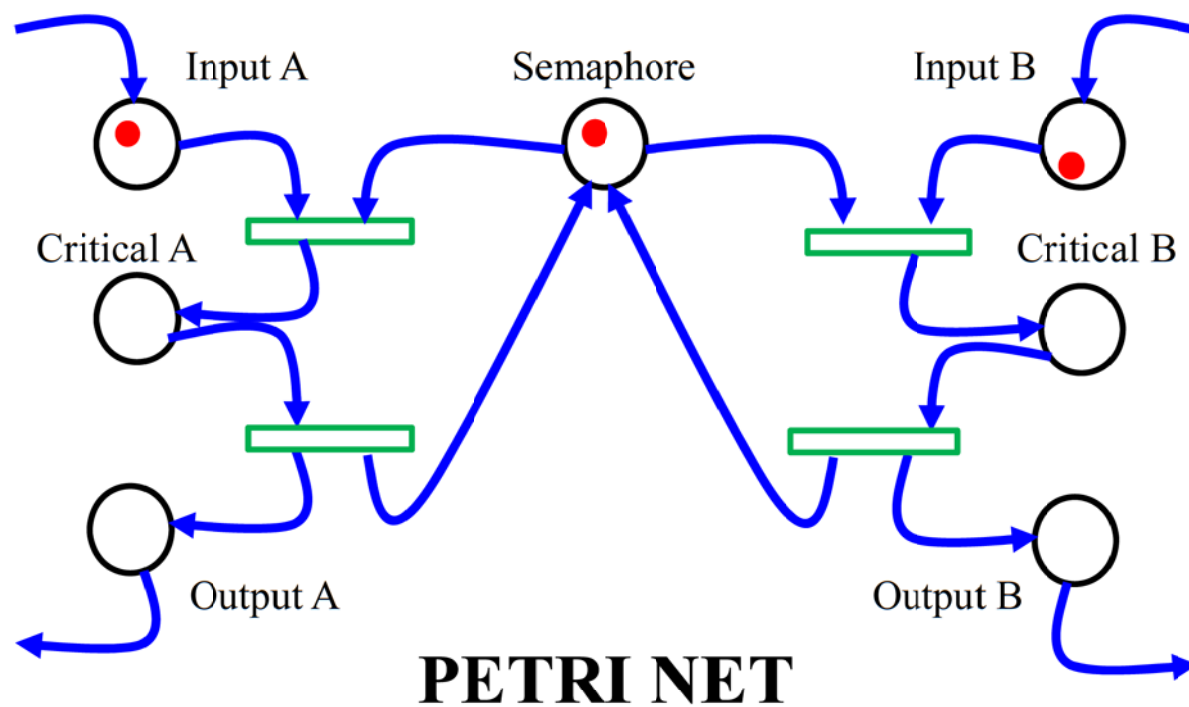 Input A
Semaphore
Input B
Critical A
Critical B
Output A
Output B
PETRI NET